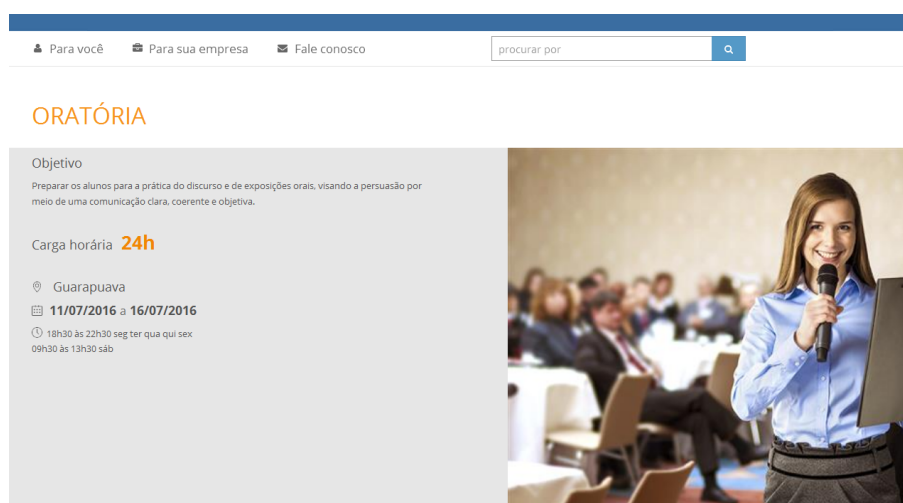 Para você Para sua empresa Fale conosco procurar por
ORATÓRIA
Objetivo
Preparar os alunos para a prática do discurso e de exposições orais, visando a persuasão por
meio de uma comunicação clara, coerente e objetiva.
Carga horária 24h
Guarapuava
11/07/2016 a 16/07/2016
18h30 às 22h30 seg ter qua qui sex
09h30 às 13h30 sáb